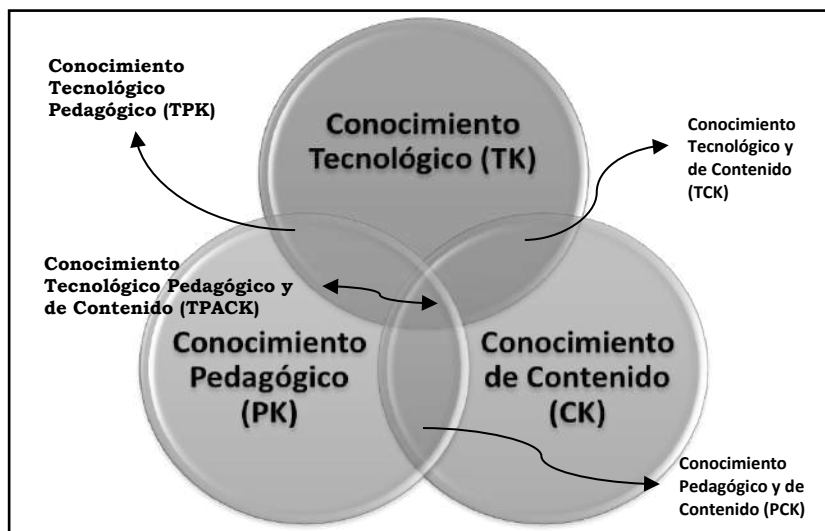 Conocimiento
Tecnológico
Pedagógico (TPK)
Conocimiento
Tecnológico (TK)
Conocimiento
Tecnológico y
de Contenido
(TCK)
Conocimiento
Tecnológico Pedagógico y
de Contenido (TPACK)
Conocimiento
Pedagógico
(PK)
Conocimiento
de Contenido
(CK)
Conocimiento
Pedagógico y de
Contenido (PCK)